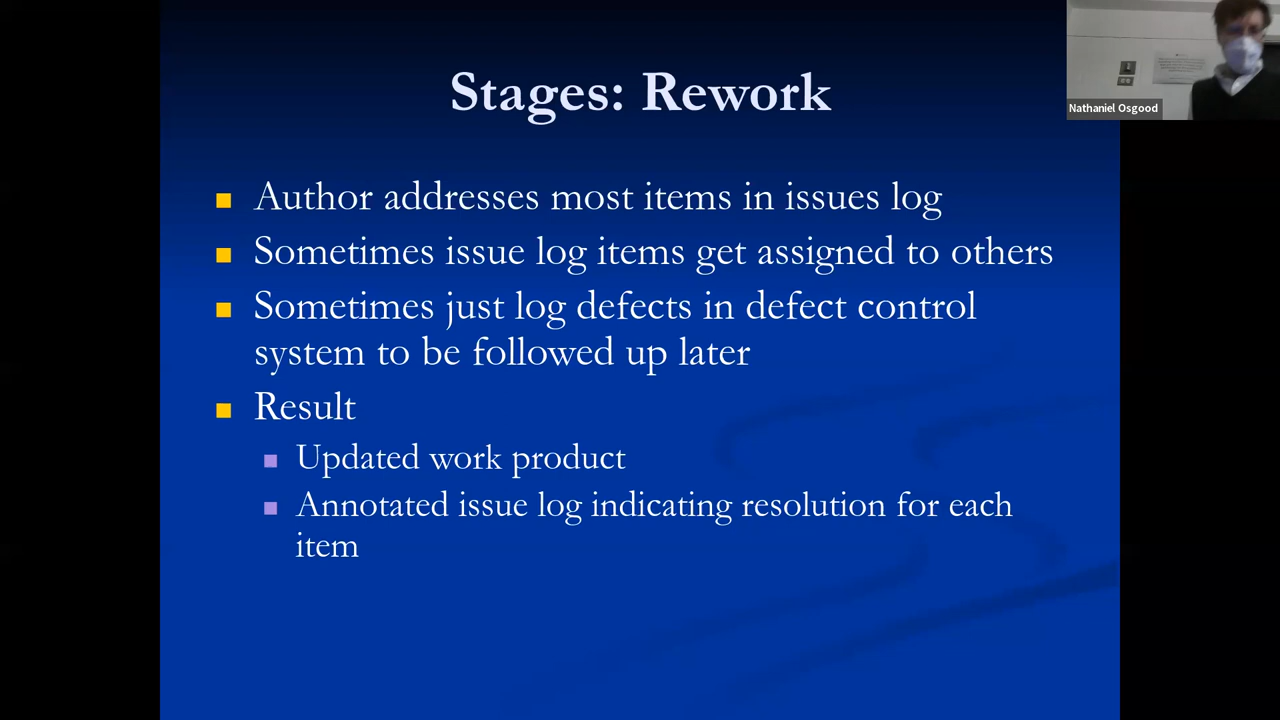 Stages: Rework
Nathaniel Osgood
Author addresses most items in issues log
Sometimes issue log items get assigned to others
Sometimes just log defects in defect control
system to be followed up later
Result
Updated work product
Annotated issue log indicating resolution for each
item